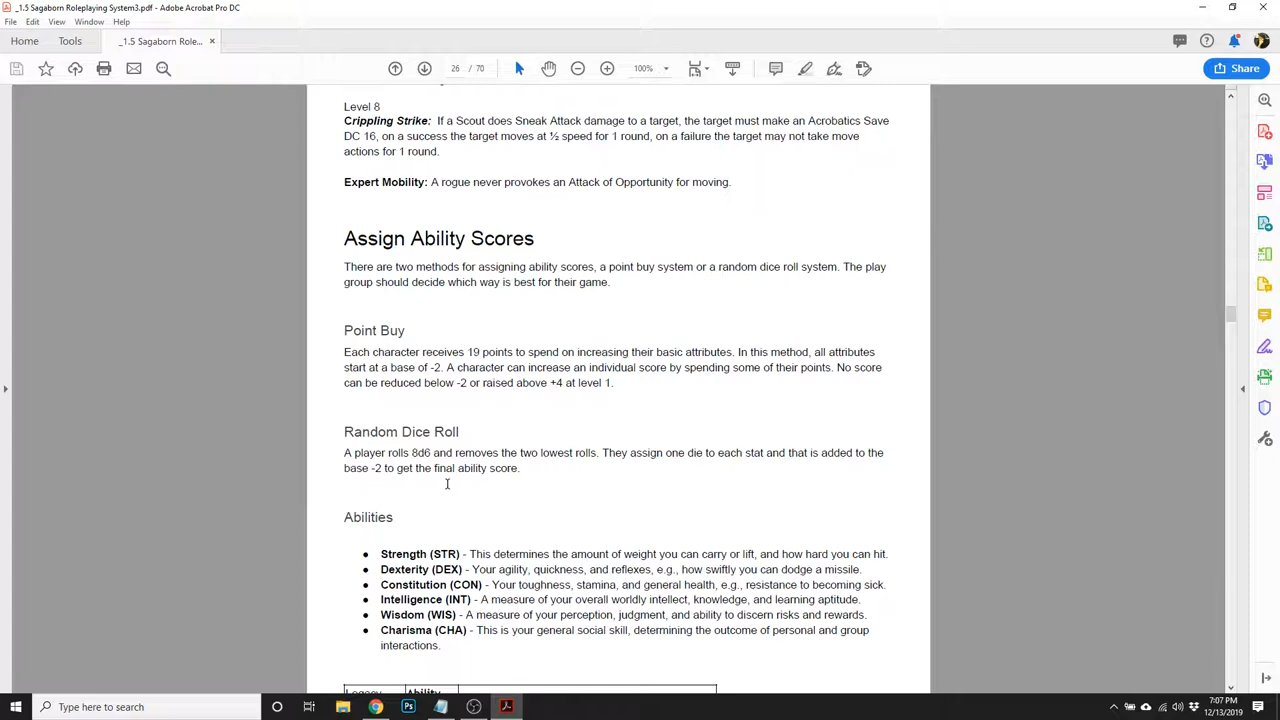 _1.5 Sagaborn Roleplaying System3.pdf - Adobe Acrobat Pro DC
File Edit View Window Help
Home Tools _1.5 Sagaborn Role... ×
26 / 70 100% Share
Level 8
Crippling Strike: If a Scout does Sneak Attack damage to a target, the target must make an Acrobatics Save
DC 16, on a success the target moves at ½ speed for 1 round, on a failure the target may not take move
actions for 1 round.
Expert Mobility: A rogue never provokes an Attack of Opportunity for moving.
Assign Ability Scores
There are two methods for assigning ability scores, a point buy system or a random dice roll system. The play
group should decide which way is best for their game.
Point Buy
Each character receives 19 points to spend on increasing their basic attributes. In this method, all attributes
start at a base of -2. A character can increase an individual score by spending some of their points. No score
can be reduced below -2 or raised above +4 at level 1.
Random Dice Roll
A player rolls 8d6 and removes the two lowest rolls. They assign one die to each stat and that is added to the
base -2 to get the final ability score.
Abilities
● Strength (STR) - This determines the amount of weight you can carry or lift, and how hard you can hit.
● Dexterity (DEX) - Your agility, quickness, and reflexes, e.g., how swiftly you can dodge a missile.
● Constitution (CON) - Your toughness, stamina, and general health, e.g., resistance to becoming sick.
● Intelligence (INT) - A measure of your overall worldly intellect, knowledge, and learning aptitude.
● Wisdom (WIS) - A measure of your perception, judgment, and ability to discern risks and rewards.
● Charisma (CHA) - This is your general social skill, determining the outcome of personal and group
interactions.
Legacy Ability
Type here to search
7:07 PM
12/13/2019